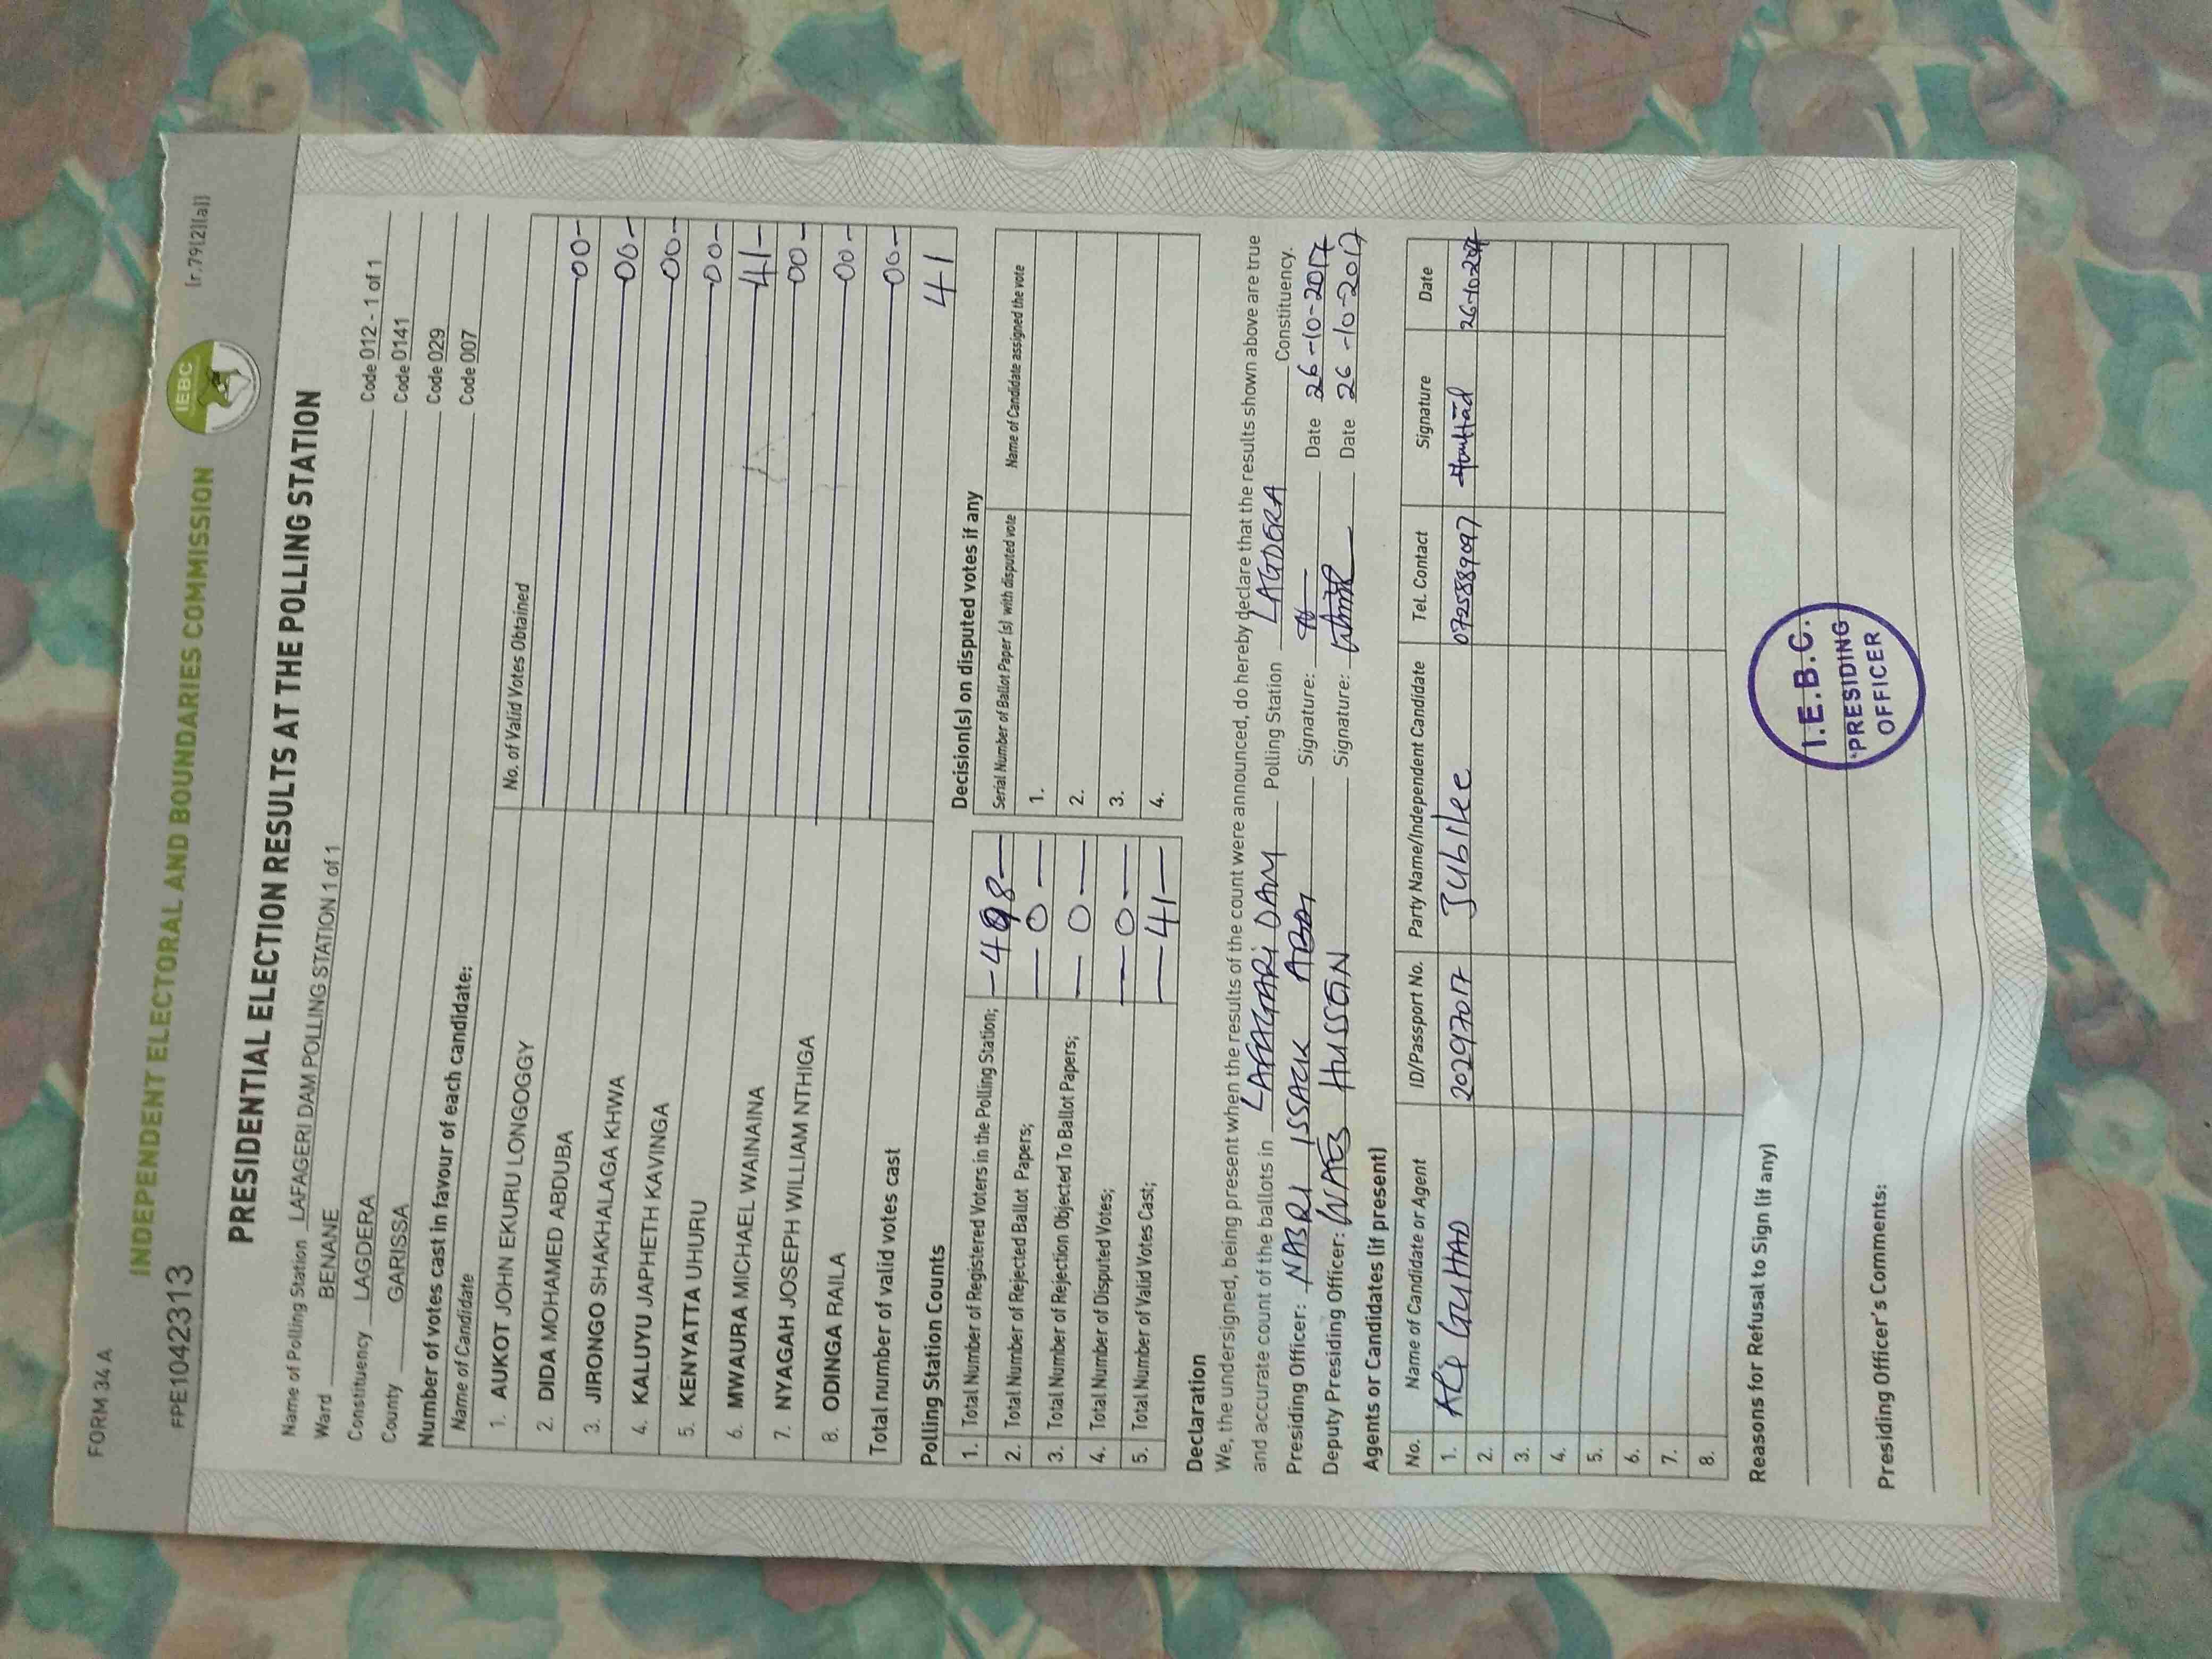 FORM 34 A
[r.79(2)(a)]
IEBC
INDEPENDENT ELECTORAL AND BOUNDARIES COMMISSION
FPE1042313
PRESIDENTIAL ELECTION RESULTS AT THE POLLING STATION
Name of Polling Station LAFAGERI DAM POLLING STATION 1 of 1 Code 012 - 1 of 1
Ward BENANE Code 0141
Constituency LAGDERA Code 029
County GARISSA Code 007
Number of votes cast in favour of each candidate:
Name of Candidate No. of Valid Votes Obtained
1. AUKOT JOHN EKURU LONGOGGY 00-
2. DIDA MOHAMED ABDUBA 00-
3. JIRONGO SHAKHALAGA KHWA 00-
4. KALUYU JAPHETH KAVINGA 00-
5. KENYATTA UHURU 41-
6. MWAURA MICHAEL WAINAINA 00-
7. NYAGAH JOSEPH WILLIAM NTHIGA 00-
8. ODINGA RAILA 00-
Total number of valid votes cast 41
Polling Station Counts
1. Total Number of Registered Voters in the Polling Station; -498-
2. Total Number of Rejected Ballot Papers; -0-
3. Total Number of Rejection Objected To Ballot Papers; -0-
4. Total Number of Disputed Votes; -0-
5. Total Number of Valid Votes Cast; -41-
Decision(s) on disputed votes if any
Serial Number of Ballot Paper (s) with disputed vote Name of Candidate assigned the vote
1.
2.
3.
4.
Declaration
We, the undersigned, being present when the results of the count were announced, do hereby declare that the results shown above are true
and accurate count of the ballots in LAFAGARI DAM Polling Station LAGDERA Constituency.
Presiding Officer: NABRI ISSACK ABDI Signature: Date 26-10-2017
Deputy Presiding Officer: HUSSEIN Signature: Date 26-10-2017
Agents or Candidates (if present)
No. Name of Candidate or Agent ID/Passport No. Party Name/Independent Candidate Tel. Contact Signature Date
1. GUHAD 20297017 Jubilee 0725889097 26-10-2017
2.
3.
4.
5.
6.
7.
8.
Reasons for Refusal to Sign (if any)
Presiding Officer's Comments:
I.E.B.C.
PRESIDING
OFFICER